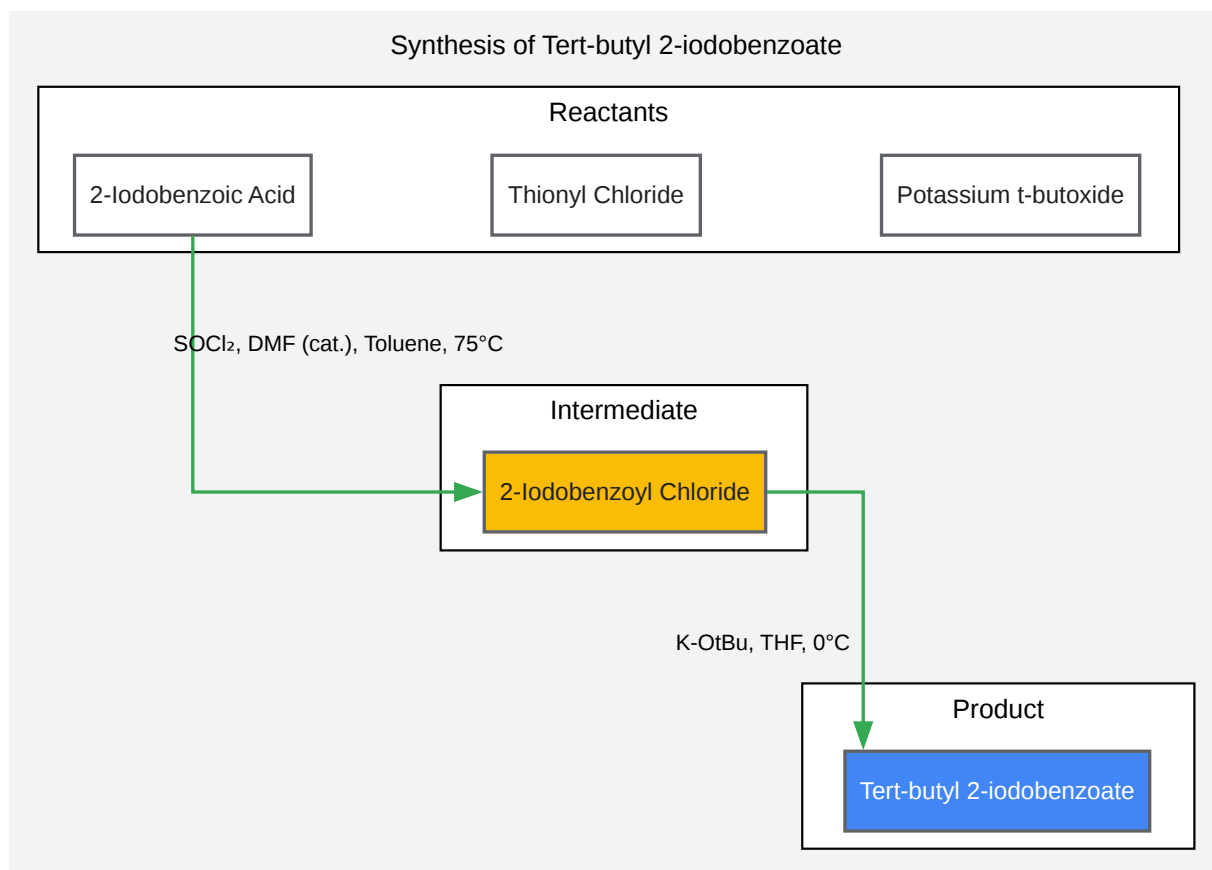 Synthesis of Tert-butyl 2-iodobenzoate
Reactants
2-Iodobenzoic Acid
Thionyl Chloride
Potassium t-butoxide
SOCl₂, DMF (cat.), Toluene, 75°C
Intermediate
2-Iodobenzoyl Chloride
K-OtBu, THF, 0°C
Product
Tert-butyl 2-iodobenzoate